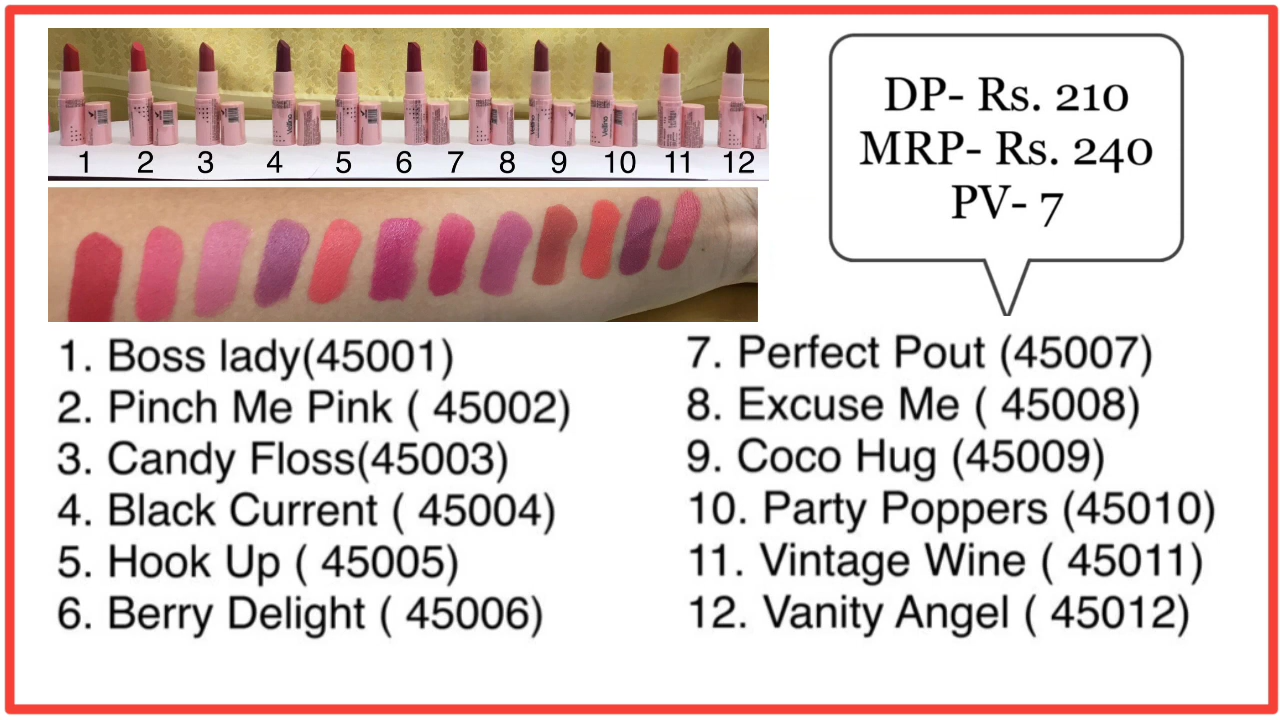 1 2 3 4 5 6 7 8 9 10 11 12
DP- Rs. 210
MRP- Rs. 240
PV- 7
1. Boss lady(45001)
2. Pinch Me Pink ( 45002)
3. Candy Floss(45003)
4. Black Current ( 45004)
5. Hook Up ( 45005)
6. Berry Delight ( 45006)
7. Perfect Pout (45007)
8. Excuse Me ( 45008)
9. Coco Hug (45009)
10. Party Poppers (45010)
11. Vintage Wine ( 45011)
12. Vanity Angel ( 45012)